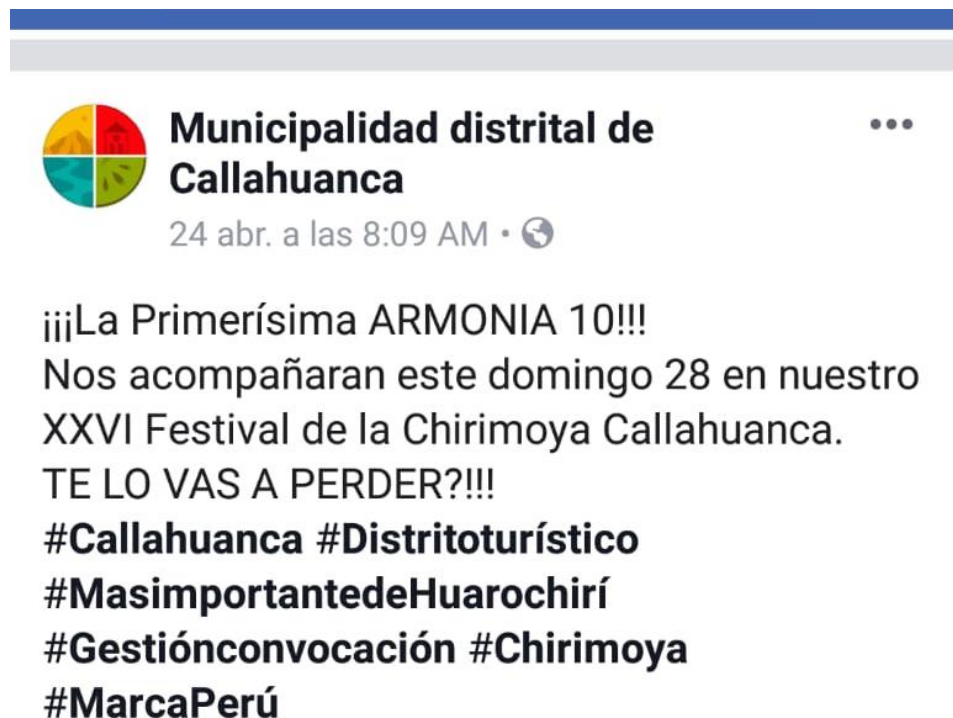 Municipalidad distrital de
Callahuanca
24 abr. a las 8:09 AM •
¡¡¡La Primerísima ARMONIA 10!!!
Nos acompañaran este domingo 28 en nuestro
XXVI Festival de la Chirimoya Callahuanca.
TE LO VAS A PERDER?!!!
#Callahuanca #Distritoturístico
#MasimportantedeHuarochirí
#Gestiónconvocación #Chirimoya
#MarcaPerú